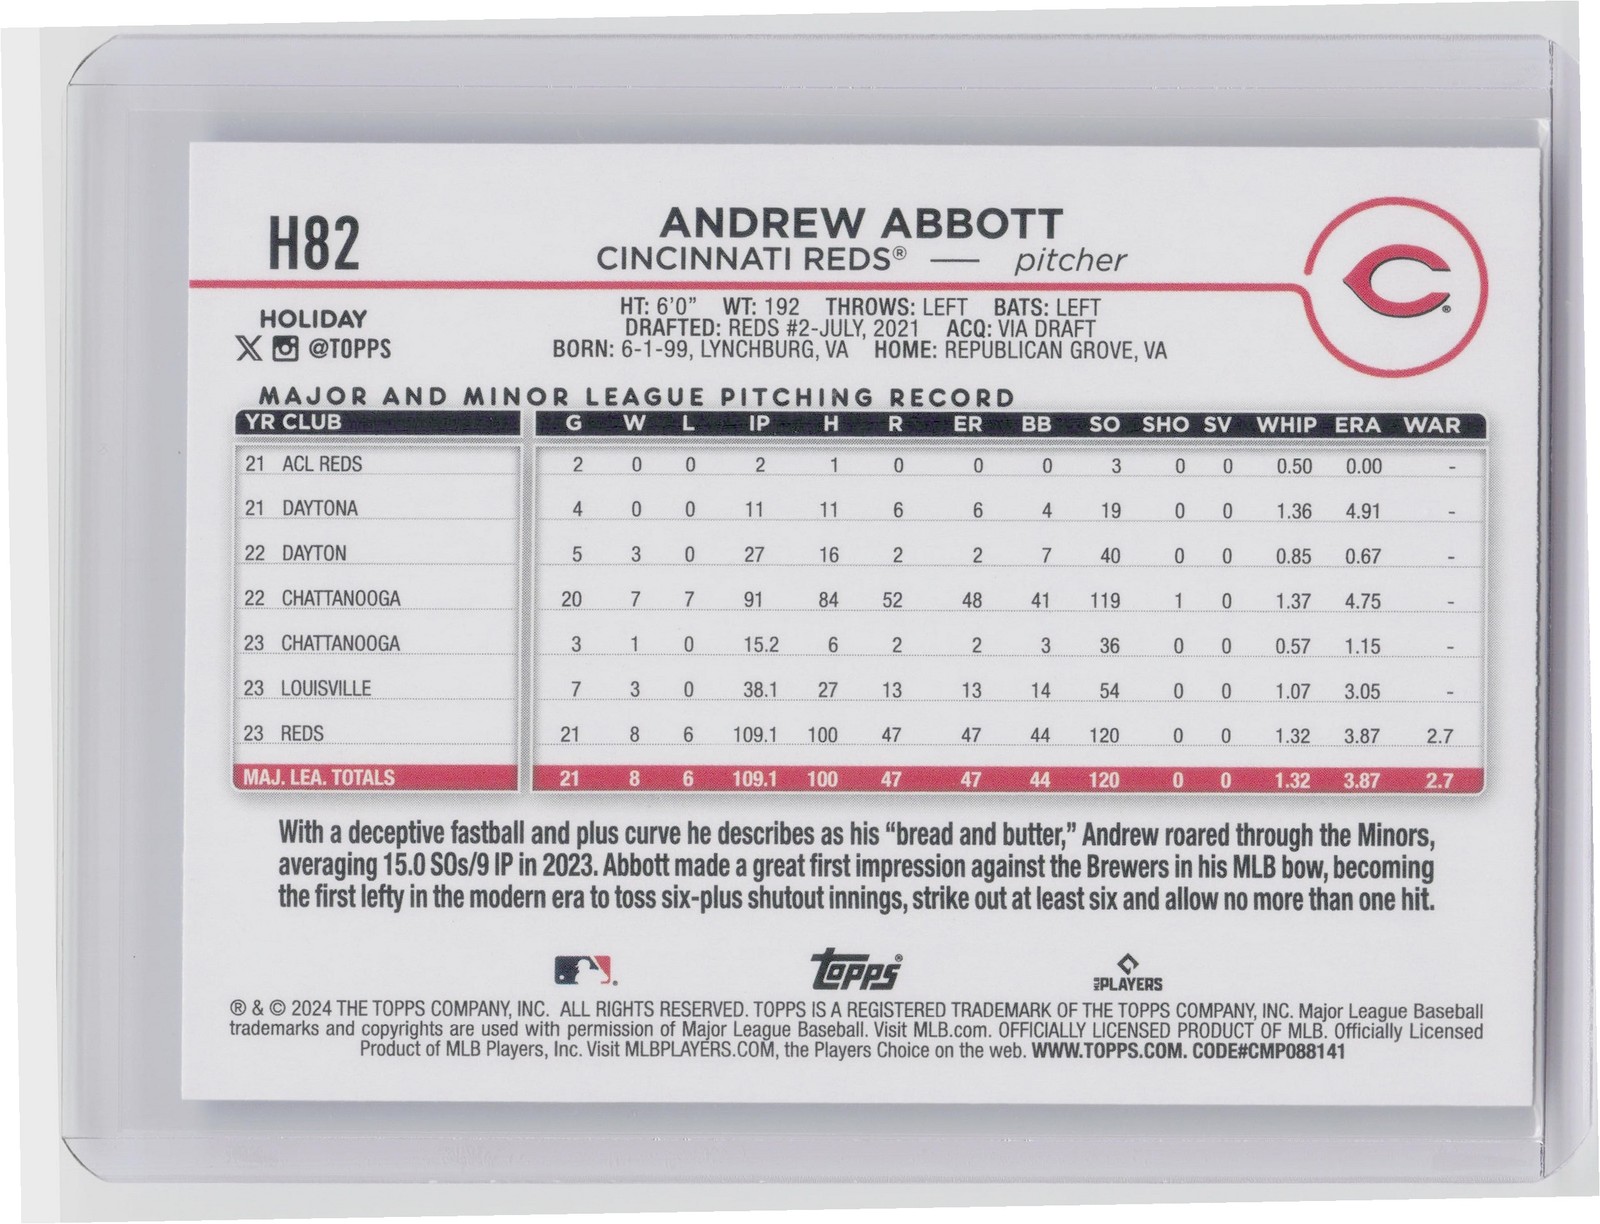 H82
ANDREW ABBOTT
CINCINNATI REDS® — pitcher
C®
HOLIDAY
X @TOPPS
HT: 6'0" WT: 192 THROWS: LEFT BATS: LEFT
DRAFTED: REDS #2-JULY, 2021 ACQ: VIA DRAFT
BORN: 6-1-99, LYNCHBURG, VA HOME: REPUBLICAN GROVE, VA
MAJOR AND MINOR LEAGUE PITCHING RECORD
YR CLUB G W L IP H R ER BB SO SHO SV WHIP ERA WAR
21 ACL REDS 2 0 0 2 1 0 0 0 3 0 0 0.50 0.00 -
21 DAYTONA 4 0 0 11 11 6 6 4 19 0 0 1.36 4.91 -
22 DAYTON 5 3 0 27 16 2 2 7 40 0 0 0.85 0.67 -
22 CHATTANOOGA 20 7 7 91 84 52 48 41 119 1 0 1.37 4.75 -
23 CHATTANOOGA 3 1 0 15.2 6 2 2 3 36 0 0 0.57 1.15 -
23 LOUISVILLE 7 3 0 38.1 27 13 13 14 54 0 0 1.07 3.05 -
23 REDS 21 8 6 109.1 100 47 47 44 120 0 0 1.32 3.87 2.7
MAJ. LEA. TOTALS 21 8 6 109.1 100 47 47 44 120 0 0 1.32 3.87 2.7
With a deceptive fastball and plus curve he describes as his “bread and butter,” Andrew roared through the Minors,
averaging 15.0 SOs/9 IP in 2023. Abbott made a great first impression against the Brewers in his MLB bow, becoming
the first lefty in the modern era to toss six-plus shutout innings, strike out at least six and allow no more than one hit.
topps® MLB PLAYERS
® & © 2024 THE TOPPS COMPANY, INC. ALL RIGHTS RESERVED. TOPPS IS A REGISTERED TRADEMARK OF THE TOPPS COMPANY, INC. Major League Baseball
trademarks and copyrights are used with permission of Major League Baseball. Visit MLB.com. OFFICIALLY LICENSED PRODUCT OF MLB. Officially Licensed
Product of MLB Players, Inc. Visit MLBPLAYERS.COM, the Players Choice on the web. WWW.TOPPS.COM. CODE#CMP088141